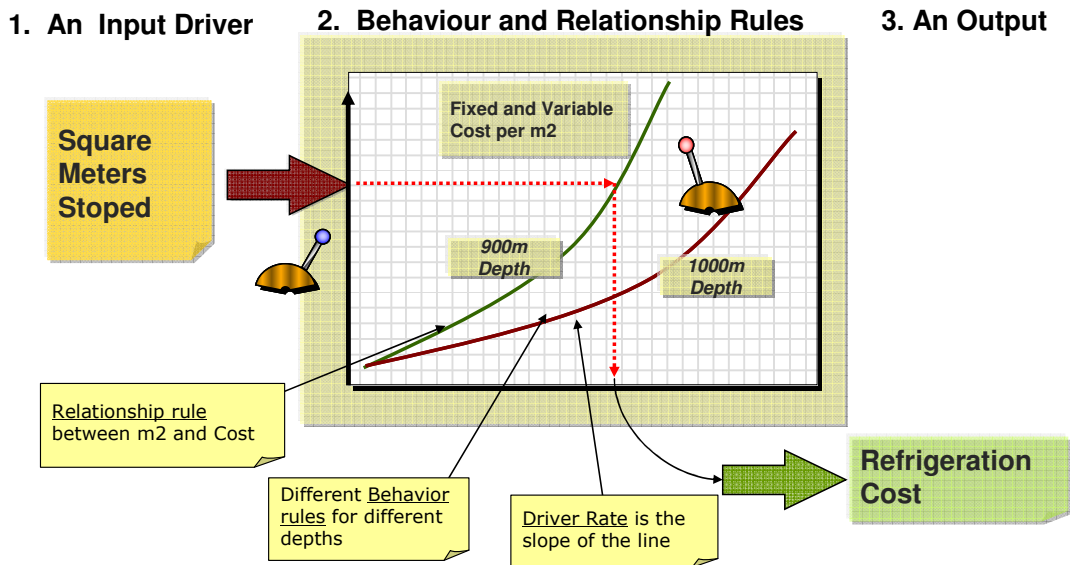 1. An Input Driver
2. Behaviour and Relationship Rules
3. An Output
Square
Meters
Stoped
Fixed and Variable
Cost per m2
900m
Depth
1000m
Depth
Relationship rule
between m2 and Cost
Different Behavior
rules for different
depths
Driver Rate is the
slope of the line
Refrigeration
Cost